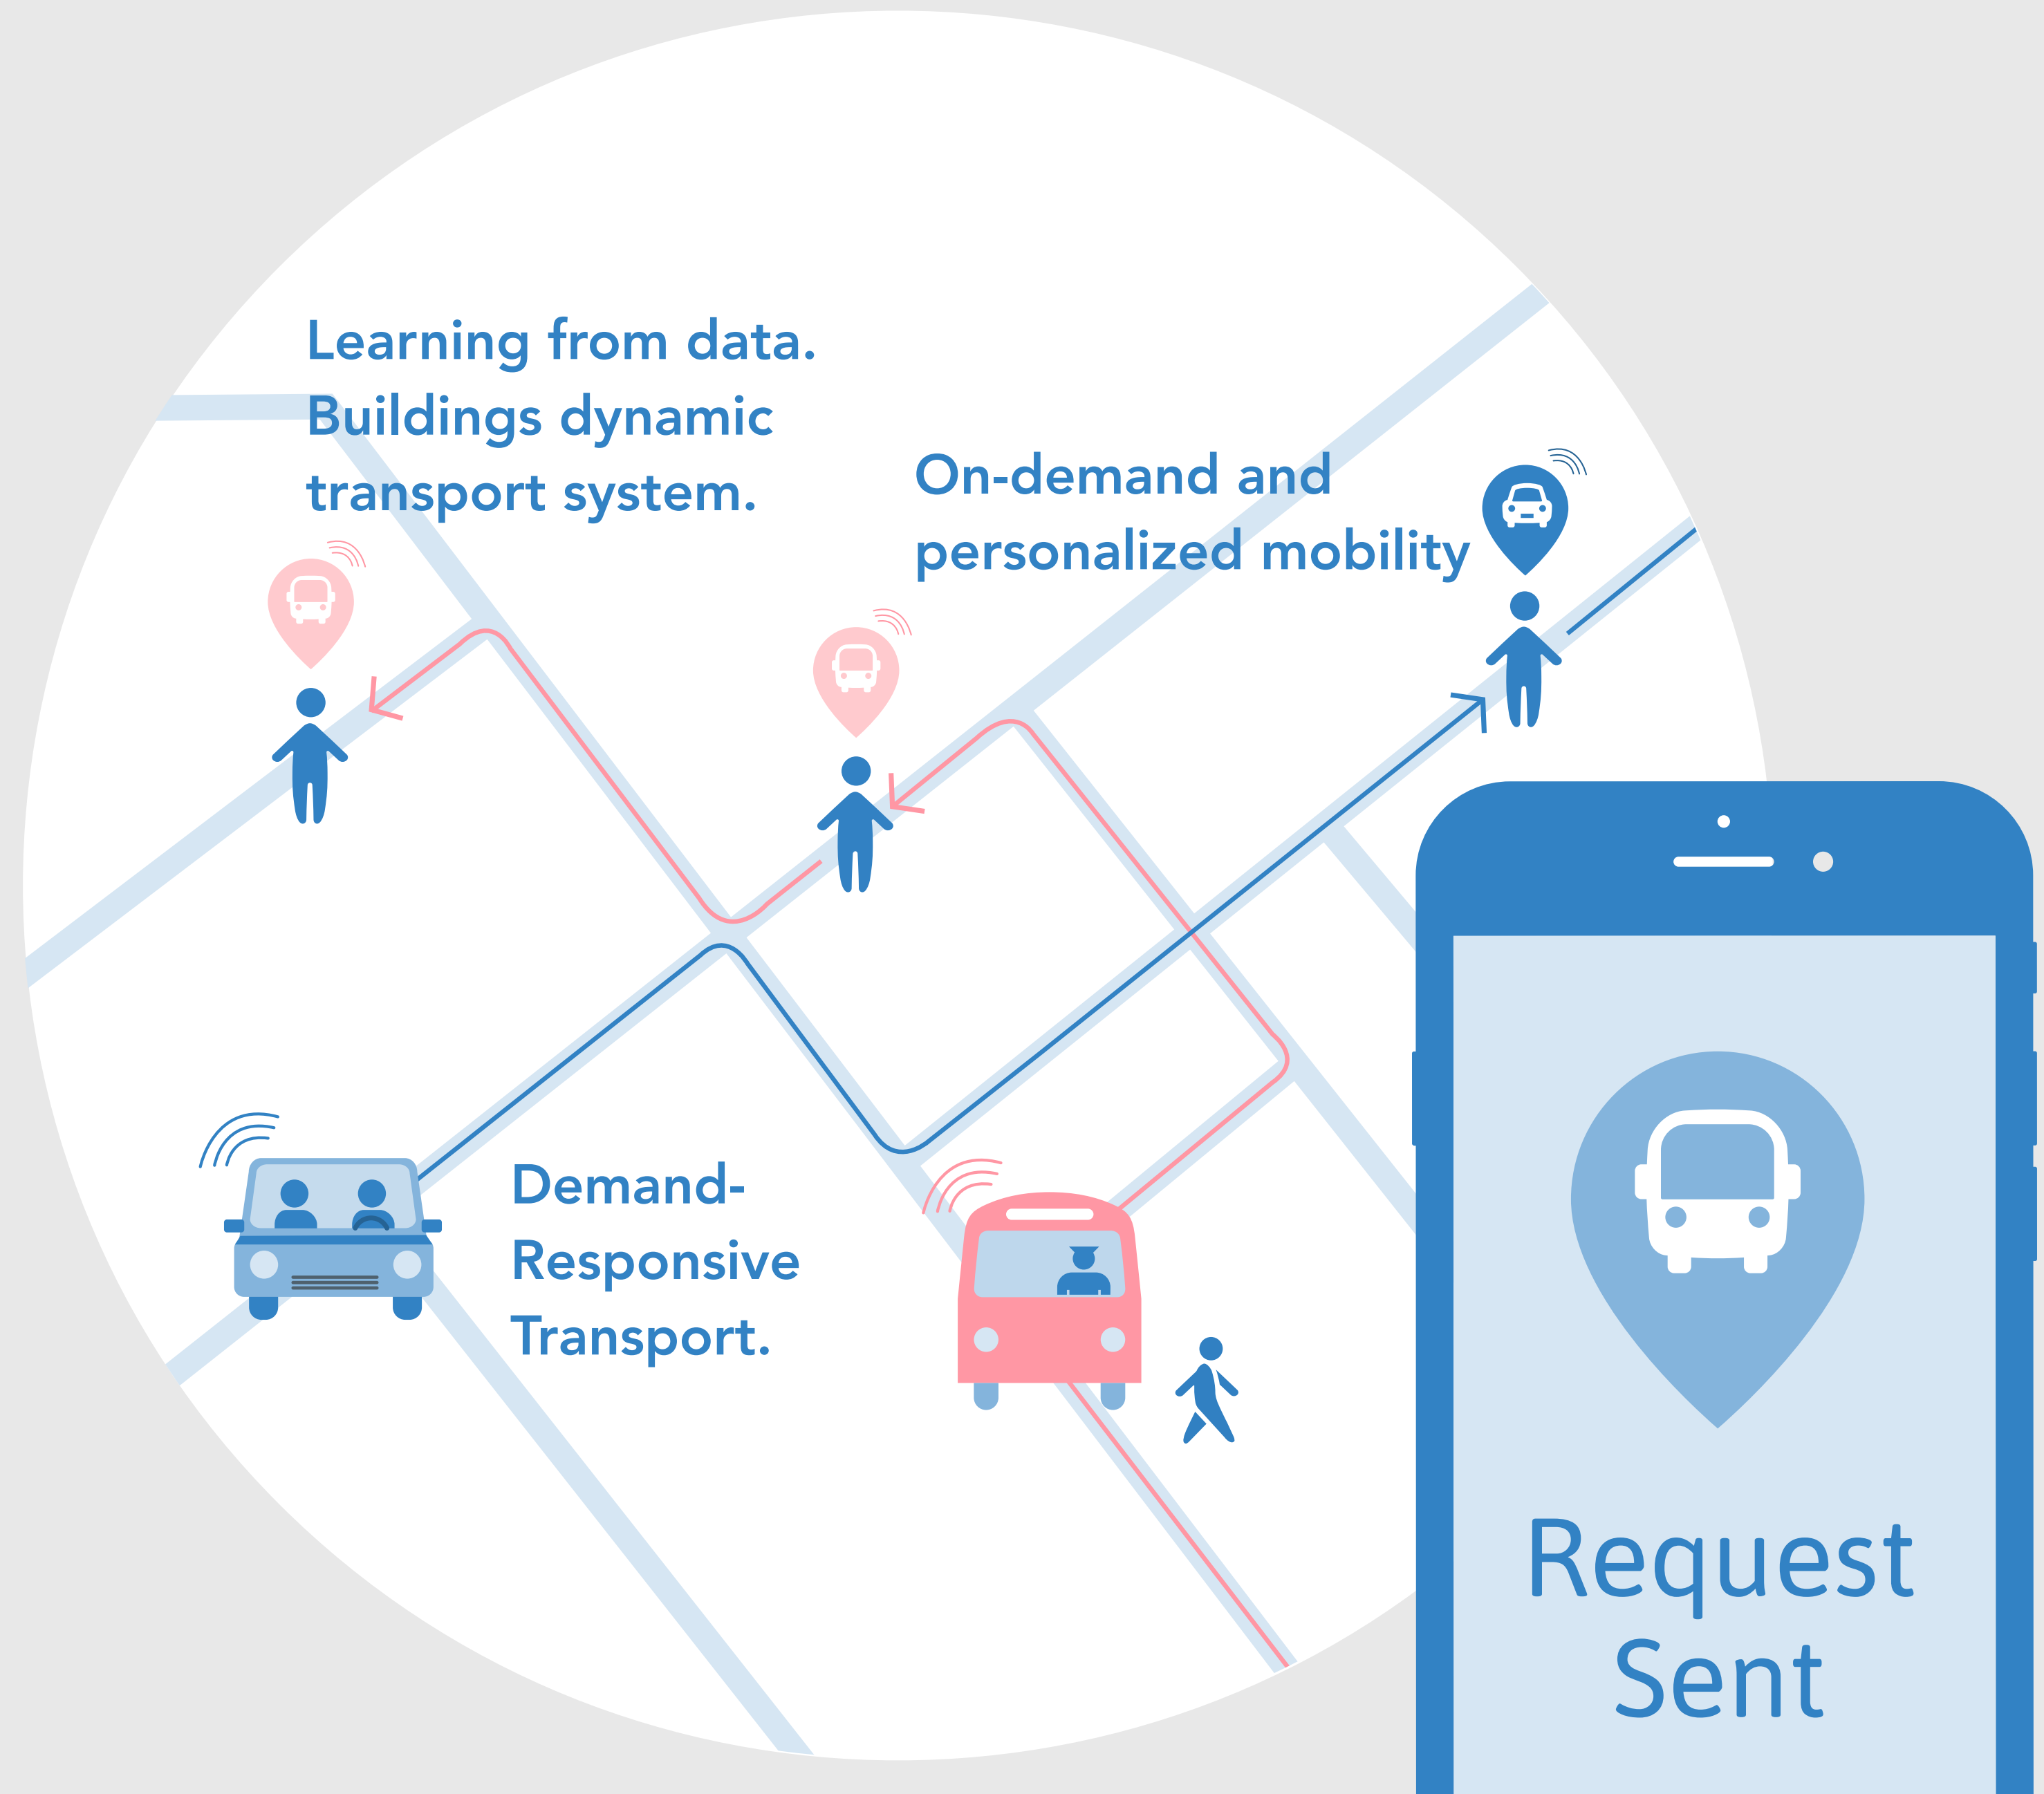 Learning from data.
Buildings dynamic
transport system.
On-demand and
personalized mobility
Demand-
Responsive
Transport.
Request
Sent